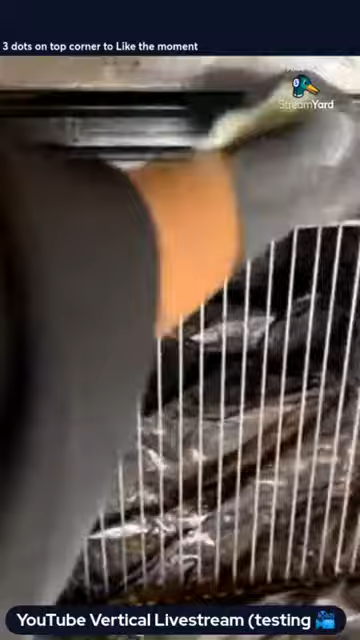 3 dots on top corner to Like the moment
StreamYard
YouTube Vertical Livestream (testing